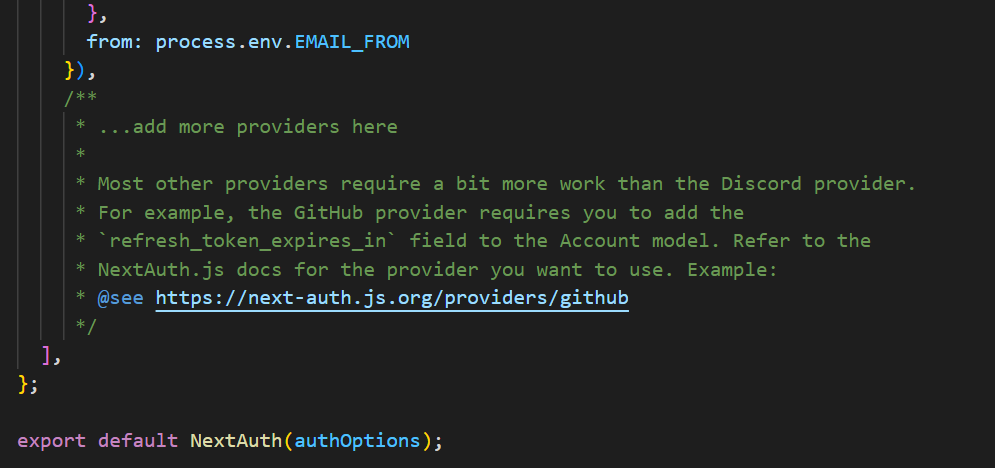 },
from: process.env.EMAIL_FROM
}),
/**
* ...add more providers here
*
* Most other providers require a bit more work than the Discord provider.
* For example, the GitHub provider requires you to add the
* `refresh_token_expires_in` field to the Account model. Refer to the
* NextAuth.js docs for the provider you want to use. Example:
* @see https://next-auth.js.org/providers/github
*/
],
};
export default NextAuth(authOptions);